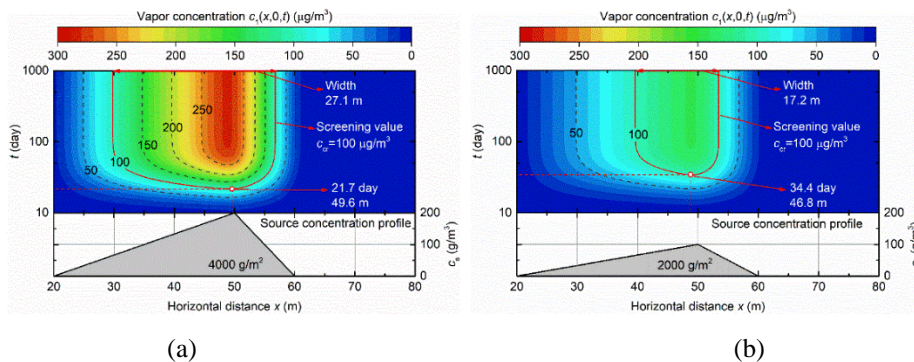 Vapor concentration c₁(x,0,t) (μg/m³)
300 250 200 150 100 50 0
1000
100
10
t (day)
250
200
150
100
50
Width
27.1 m
Screening value
c_cr=100 μg/m³
21.7 day
49.6 m
Source concentration profile
4000 g/m²
200
100
0
c_s (g/m³)
20 30 40 50 60 70 80
Horizontal distance x (m)
(a)
Vapor concentration c₁(x,0,t) (μg/m³)
300 250 200 150 100 50 0
1000
100
10
t (day)
50
100
Width
17.2 m
Screening value
c_cr=100 μg/m³
34.4 day
46.8 m
Source concentration profile
2000 g/m²
200
100
0
c_s (g/m³)
20 30 40 50 60 70 80
Horizontal distance x (m)
(b)